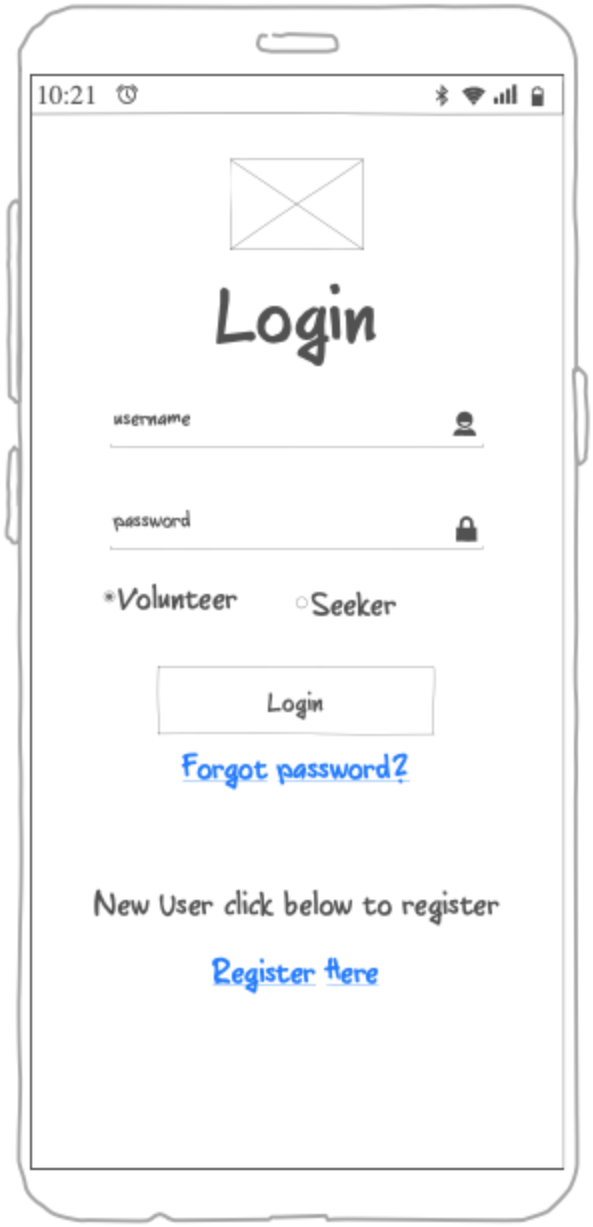 10:21
Login
username
password
Volunteer Seeker
Login
Forgot password?
New User click below to register
Register Here